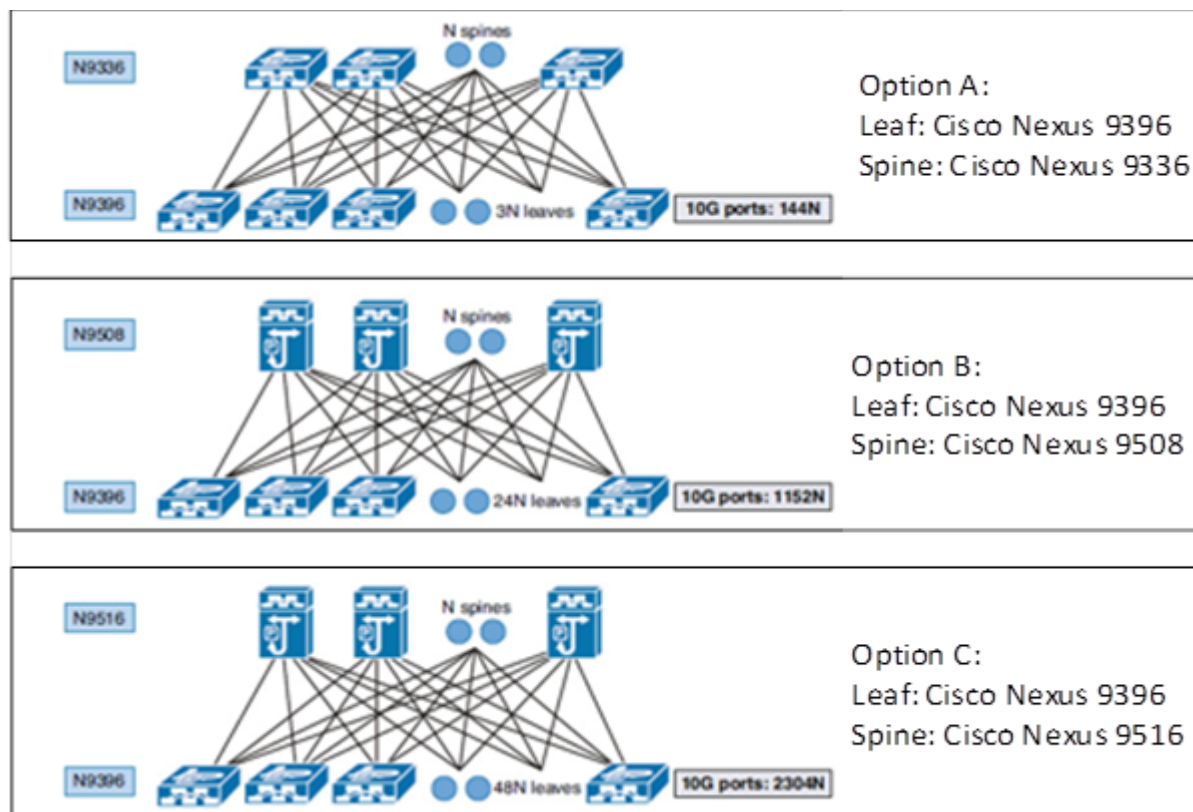 N spines
N9336
N9396
3N leaves
10G ports: 144N
Option A:
Leaf: Cisco Nexus 9396
Spine: Cisco Nexus 9336
N spines
N9508
N9396
24N leaves
10G ports: 1152N
Option B:
Leaf: Cisco Nexus 9396
Spine: Cisco Nexus 9508
N spines
N9516
N9396
48N leaves
10G ports: 2304N
Option C:
Leaf: Cisco Nexus 9396
Spine: Cisco Nexus 9516